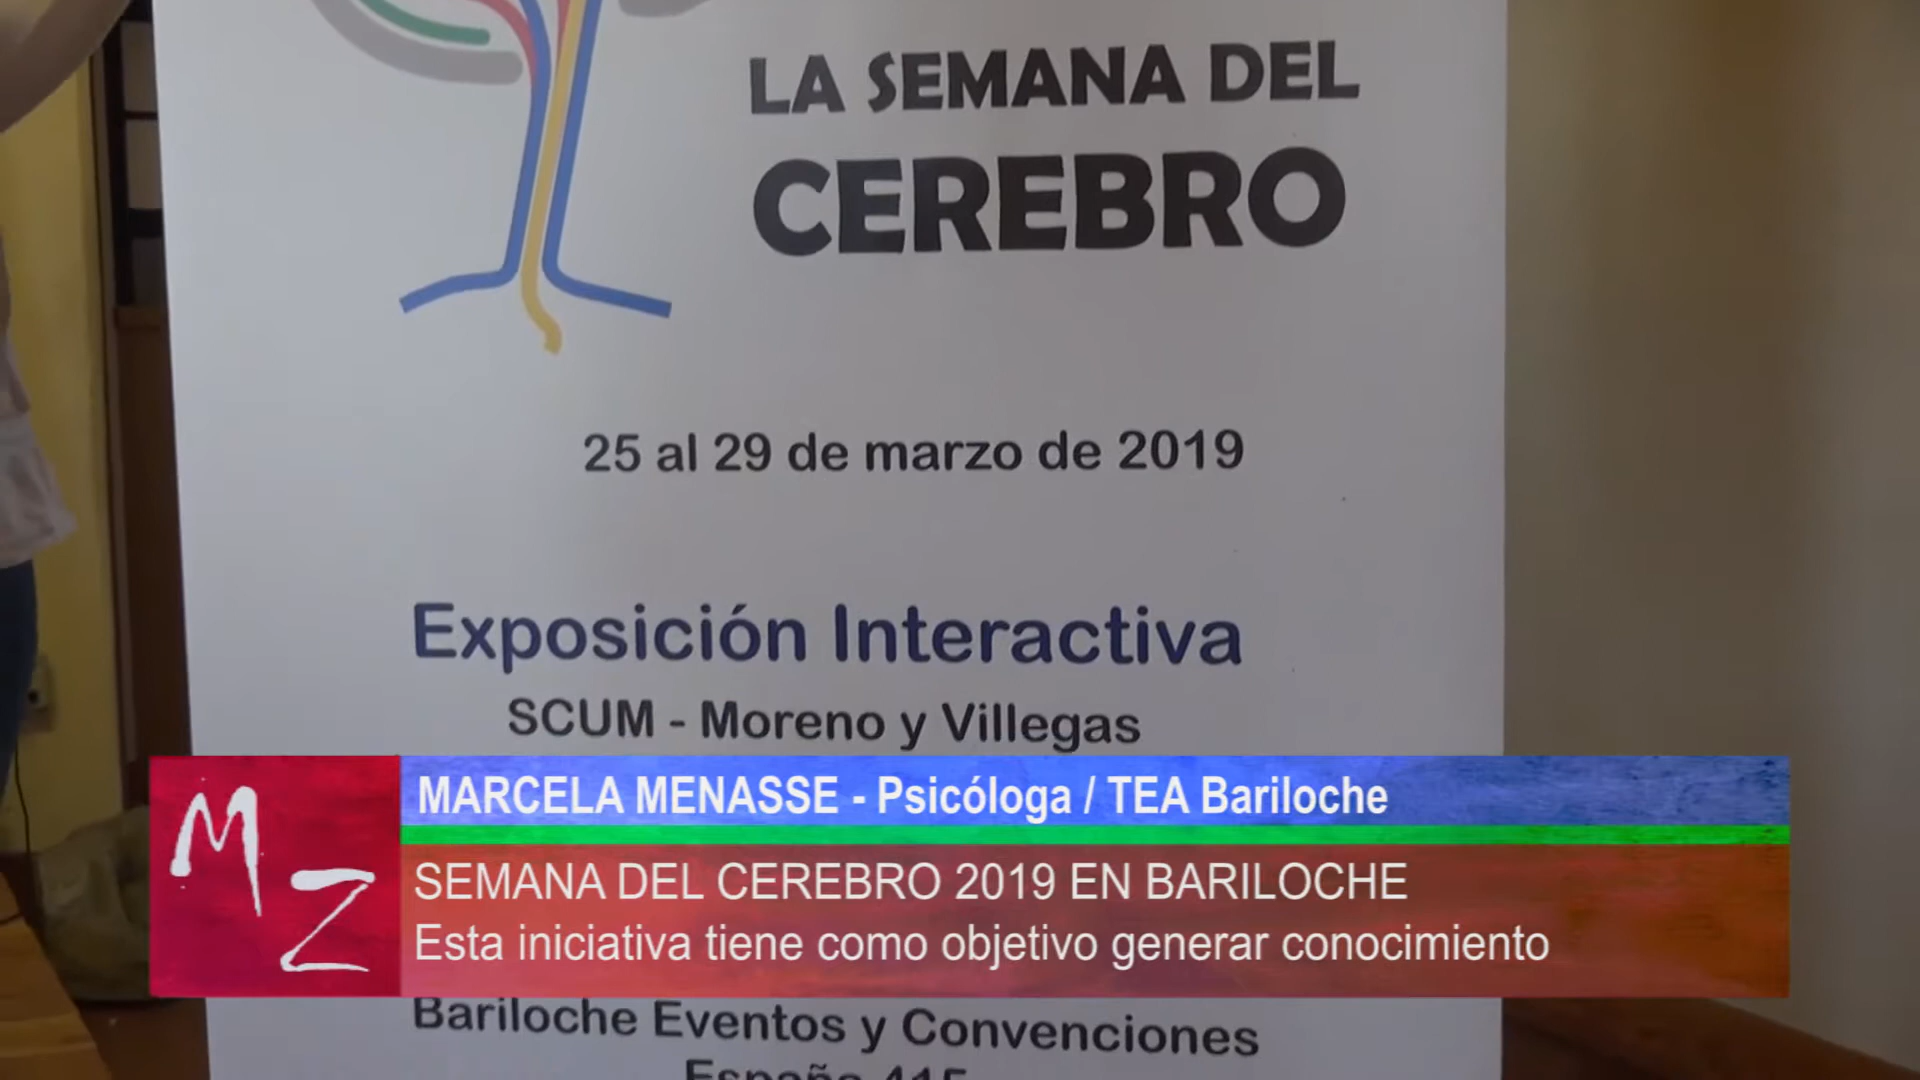 LA SEMANA DEL
CEREBRO
25 al 29 de marzo de 2019
Exposición Interactiva
SCUM - Moreno y Villegas
MZ
MARCELA MENASSE - Psicóloga / TEA Bariloche
SEMANA DEL CEREBRO 2019 EN BARILOCHE
Esta iniciativa tiene como objetivo generar conocimiento
Bariloche Eventos y Convenciones
España 415